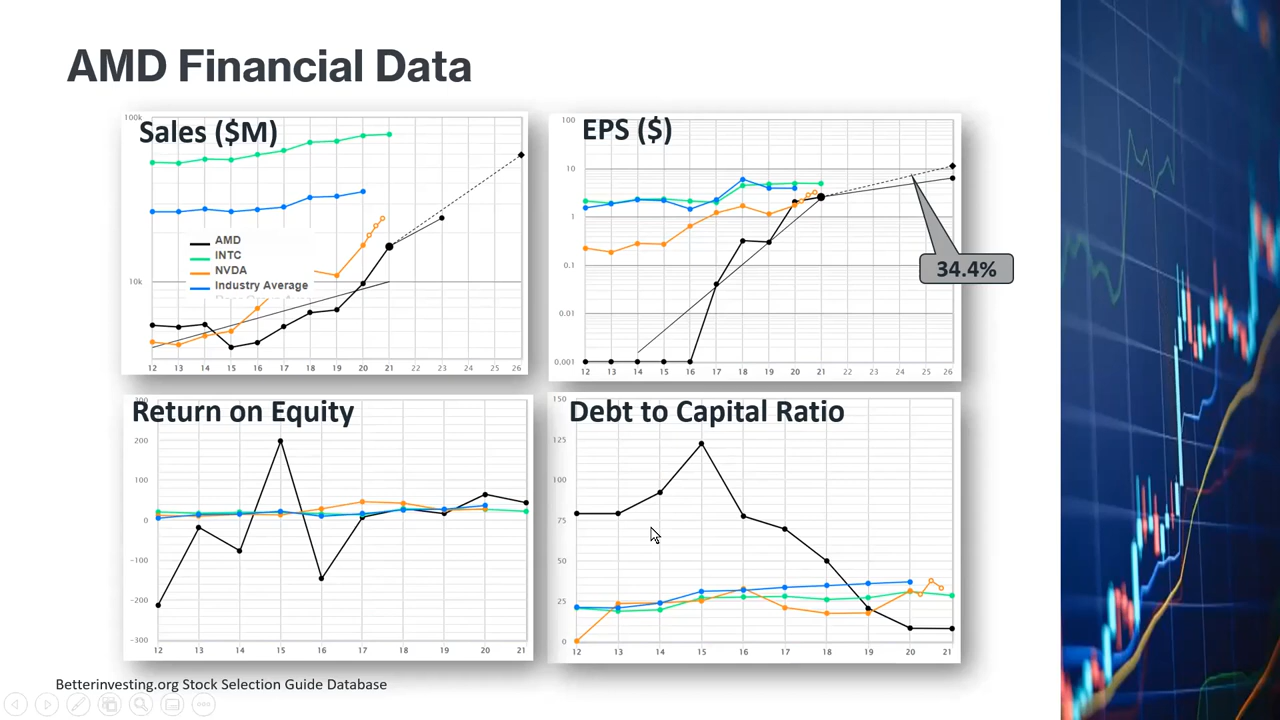 AMD Financial Data
Sales ($M)
100k
10k
AMD
INTC
NVDA
Industry Average
12 13 14 15 16 17 18 19 20 21 22 23 24 25 26
EPS ($)
100
10
1
0.1
0.01
0.001
34.4%
12 13 14 15 16 17 18 19 20 21 22 23 24 25 26
Return on Equity
300
200
100
0
-100
-200
-300
12 13 14 15 16 17 18 19 20 21
Debt to Capital Ratio
150
125
100
75
50
25
0
12 13 14 15 16 17 18 19 20 21
Betterinvesting.org Stock Selection Guide Database